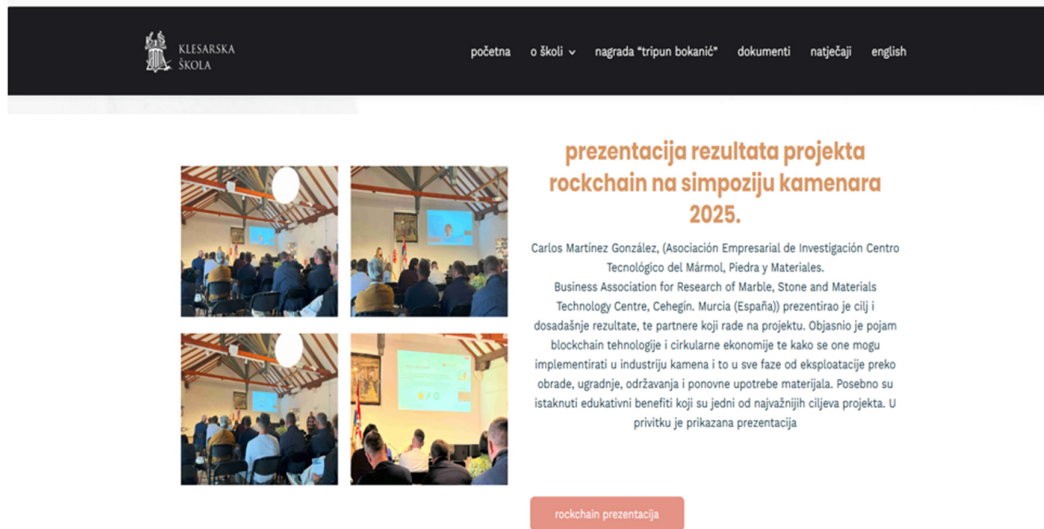 KLESARSKA
ŠKOLA
početna o školi nagrada "tripun bokanić" dokumenti natječaji english
prezentacija rezultata projekta
rockchain na simpoziju kamenara
2025.
Carlos Martínez González, (Asociación Empresarial de Investigación Centro
Tecnológico del Mármol, Piedra y Materiales.
Business Association for Research of Marble, Stone and Materials
Technology Centre, Cehegín. Murcia (España)) prezentirao je cilj i
dosadašnje rezultate, te partnere koji rade na projektu. Objasnio je pojam
blockchain tehnologije i cirkularne ekonomije te kako se one mogu
implementirati u industriju kamena i to u sve faze od eksploatacije preko
obrade, ugradnje, održavanja i ponovne upotrebe materijala. Posebno su
istaknuti edukativni benefiti koji su jedni od najvažnijih ciljeva projekta. U
privitku je prikazana prezentacija
rockchain prezentacija